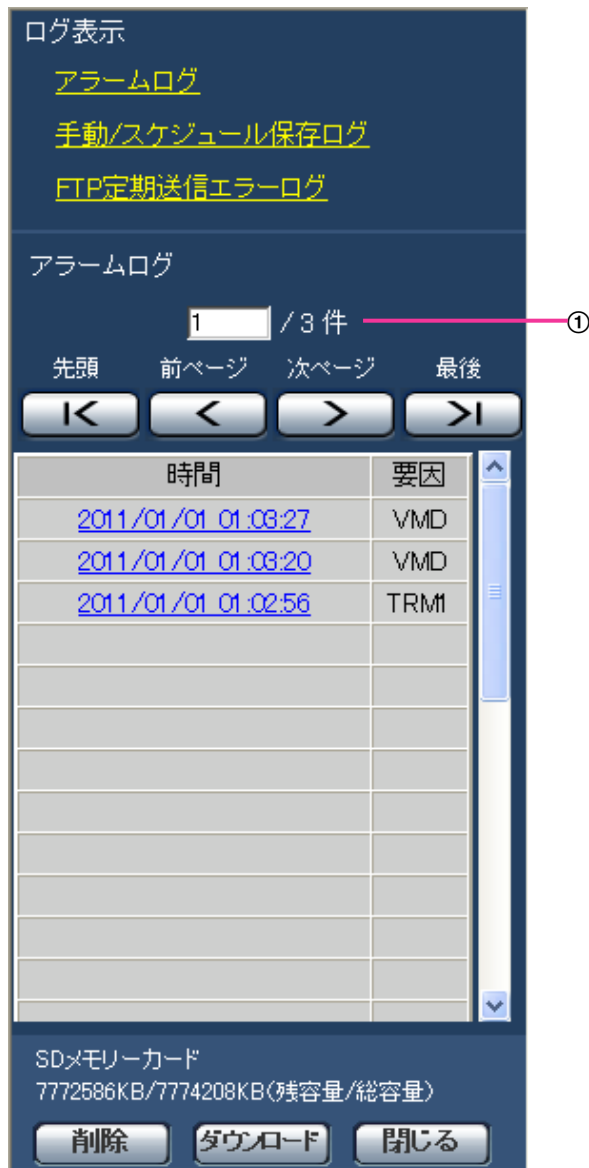 ログ表示
アラームログ
手動/スケジュール保存ログ
FTP定期送信エラーログ
アラームログ
1 / 3 件 ①
先頭 前ページ 次ページ 最後
時間 要因
2011/01/01 01:03:27 VMD
2011/01/01 01:03:20 VMD
2011/01/01 01:02:56 TRM1
SDメモリーカード
7772586KB/7774208KB(残容量/総容量)
削除 ダウンロード 閉じる